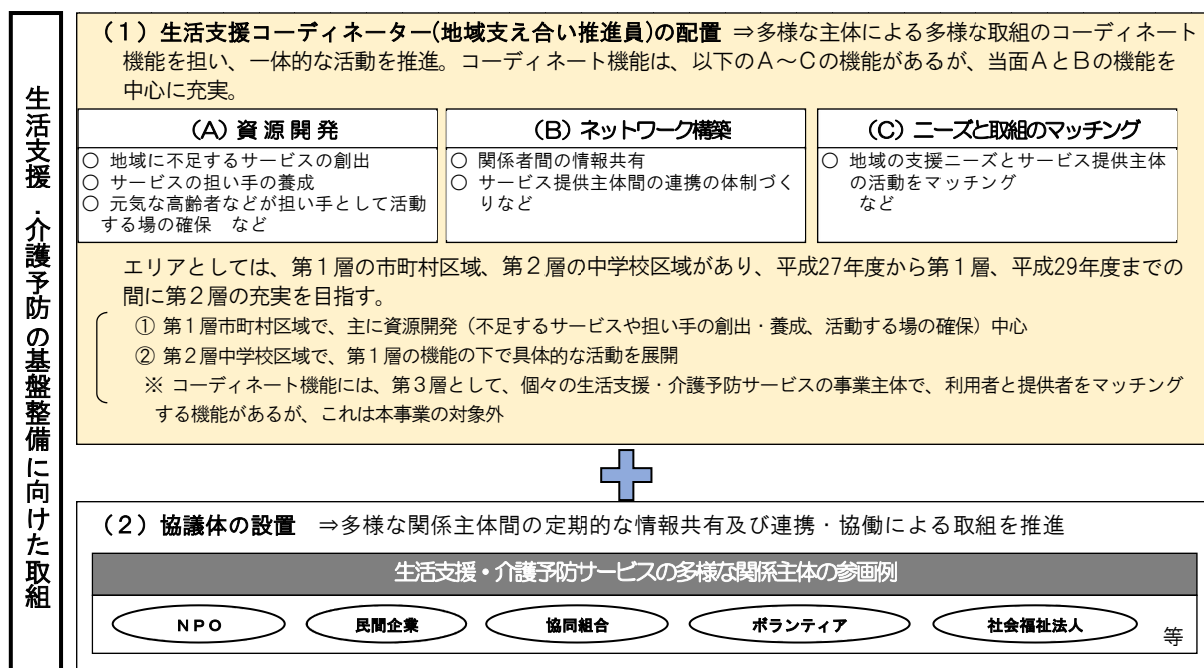 生活支援・介護予防の基盤整備に向けた取組
（１）生活支援コーディネーター(地域支え合い推進員)の配置 ⇒多様な主体による多様な取組のコーディネート
機能を担い、一体的な活動を推進。コーディネート機能は、以下のＡ～Ｃの機能があるが、当面ＡとＢの機能を
中心に充実。
（A）資源開発
○ 地域に不足するサービスの創出
○ サービスの担い手の養成
○ 元気な高齢者などが担い手として活動
する場の確保　など
（B）ネットワーク構築
○ 関係者間の情報共有
○ サービス提供主体間の連携の体制づく
りなど
（C）ニーズと取組のマッチング
○ 地域の支援ニーズとサービス提供主体
の活動をマッチング
など
エリアとしては、第１層の市町村区域、第２層の中学校区域があり、平成27年度から第１層、平成29年度までの
間に第２層の充実を目指す。
① 第１層市町村区域で、主に資源開発（不足するサービスや担い手の創出・養成、活動する場の確保）中心
② 第２層中学校区域で、第１層の機能の下で具体的な活動を展開
※ コーディネート機能には、第３層として、個々の生活支援・介護予防サービスの事業主体で、利用者と提供者をマッチング
する機能があるが、これは本事業の対象外
（２）協議体の設置　⇒多様な関係主体間の定期的な情報共有及び連携・協働による取組を推進
生活支援・介護予防サービスの多様な関係主体の参画例
ＮＰＯ
民間企業
協同組合
ボランティア
社会福祉法人
等